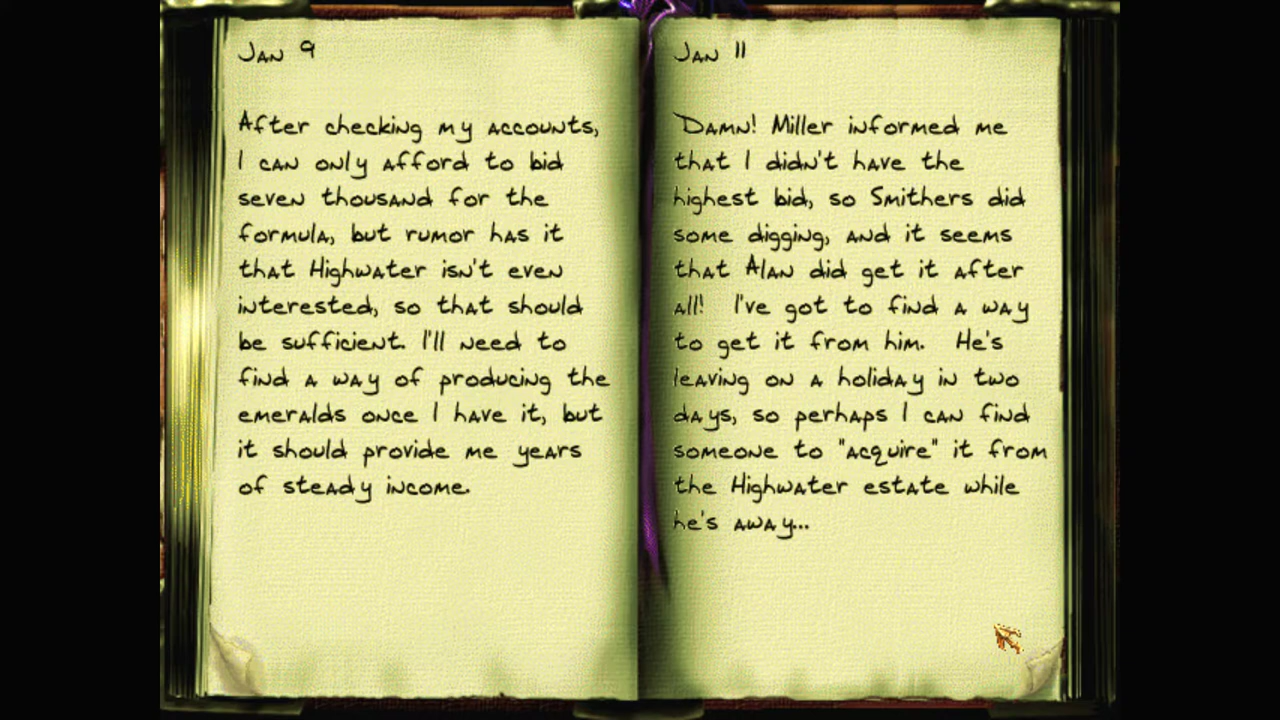 Jan 9
After checking my accounts,
I can only afford to bid
seven thousand for the
formula, but rumor has it
that Highwater isn't even
interested, so that should
be sufficient. I'll need to
find a way of producing the
emeralds once I have it, but
it should provide me years
of steady income.
Jan 11
Damn! Miller informed me
that I didn't have the
highest bid, so Smithers did
some digging, and it seems
that Alan did get it after
all! I've got to find a way
to get it from him. He's
leaving on a holiday in two
days, so perhaps I can find
someone to "acquire" it from
the Highwater estate while
he's away...